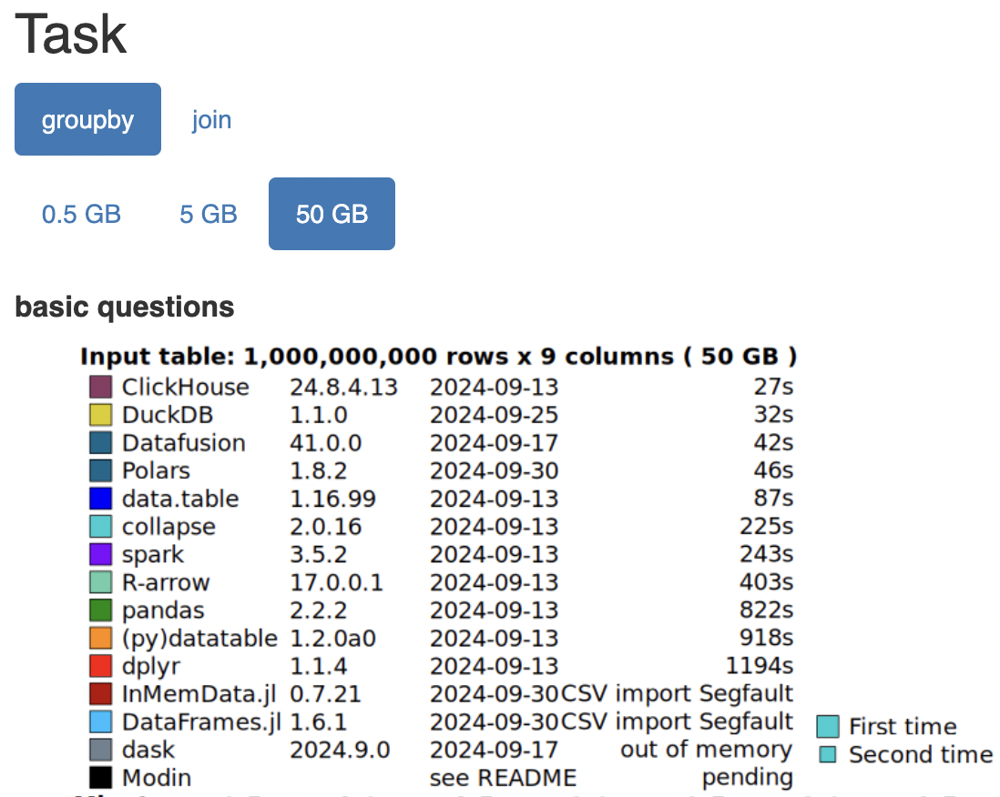 Task
groupby join
0.5 GB 5 GB 50 GB
basic questions
Input table: 1,000,000,000 rows x 9 columns ( 50 GB )
ClickHouse 24.8.4.13 2024-09-13 27s
DuckDB 1.1.0 2024-09-25 32s
Datafusion 41.0.0 2024-09-17 42s
Polars 1.8.2 2024-09-30 46s
data.table 1.16.99 2024-09-13 87s
collapse 2.0.16 2024-09-13 225s
spark 3.5.2 2024-09-13 243s
R-arrow 17.0.0.1 2024-09-13 403s
pandas 2.2.2 2024-09-13 822s
(py)datatable 1.2.0a0 2024-09-13 918s
dplyr 1.1.4 2024-09-13 1194s
InMemData.jl 0.7.21 2024-09-30 CSV import Segfault
DataFrames.jl 1.6.1 2024-09-30 CSV import Segfault
First time
dask 2024.9.0 2024-09-17 out of memory
Second time
Modin see README pending